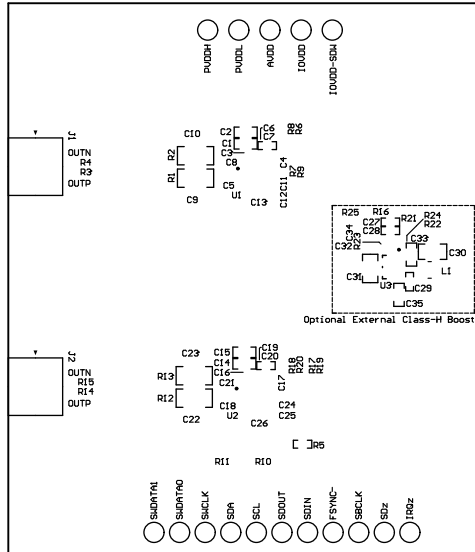 PVDDH
PVDDL
AVDD
IOVDD
IOVDD-SDW
J1
OUTN
R4
R3
OUTP
C10
C2
C6
C1
C7
R8
R6
R2
C3
C8
C4
R1
C5
U1
C11
R7
R9
C9
C13
C12
R25
R16
R21
R24
R22
C27
C28
C34
R23
C32
C33
C30
C31
U3
L1
C29
C35
Optional External Class-H Boost
J2
OUTN
R15
R14
OUTP
C23
C15
C19
C14
C20
R18
R20
R17
R19
R13
C16
C21
C17
R12
C18
U2
C24
C25
C22
C26
R5
R11
R10
SWDATA1
SWDATA0
SWCLK
SDA
SCL
SDOUT
SDIN
FSYNC-
SBCLK
SDz
IRQz